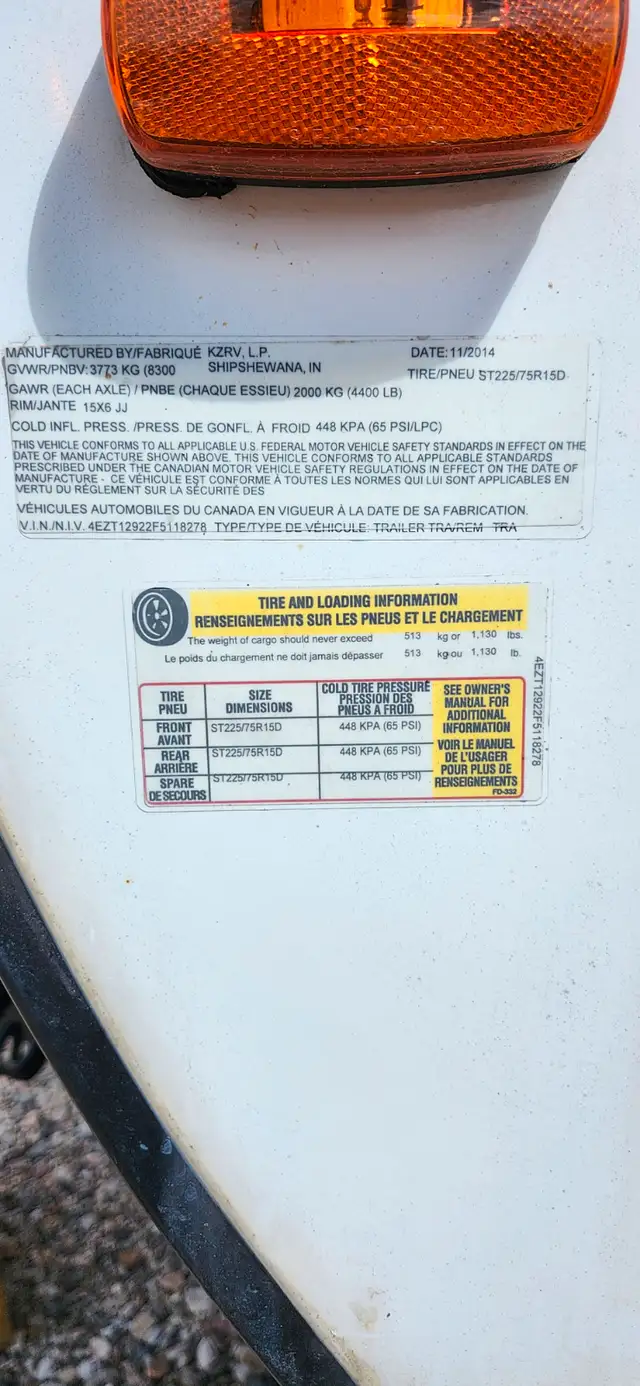 MANUFACTURED BY/FABRIQUÉ KZRV, L.P. DATE:11/2014
GVWR/PNBV: 3773 KG (8300 SHIPSHEWANA, IN TIRE/PNEU ST225/75R15D
GAWR (EACH AXLE) / PNBE (CHAQUE ESSIEU) 2000 KG (4400 LB)
RIM/JANTE 15X6 JJ
COLD INFL. PRESS. /PRESS. DE GONFL. À FROID 448 KPA (65 PSI/LPC)
THIS VEHICLE CONFORMS TO ALL APPLICABLE U.S. FEDERAL MOTOR VEHICLE SAFETY STANDARDS IN EFFECT ON THE
DATE OF MANUFACTURE SHOWN ABOVE. THIS VEHICLE CONFORMS TO ALL APPLICABLE STANDARDS
PRESCRIBED UNDER THE CANADIAN MOTOR VEHICLE SAFETY REGULATIONS IN EFFECT ON THE DATE OF
MANUFACTURE - CE VÉHICULE EST CONFORME À TOUTES LES NORMES QUI LUI SONT APPLICABLES EN
VERTU DU RÈGLEMENT SUR LA SÉCURITÉ DES
VÉHICULES AUTOMOBILES DU CANADA EN VIGUEUR À LA DATE DE SA FABRICATION.
V.I.N./N.I.V. 4EZT12922F5118278 TYPE/TYPE DE VÉHICULE: TRAILER TRA/REM TRA
TIRE AND LOADING INFORMATION
RENSEIGNEMENTS SUR LES PNEUS ET LE CHARGEMENT
The weight of cargo should never exceed 513 kg or 1,130 lbs.
Le poids du chargement ne doit jamais dépasser 513 kg ou 1,130 lb.
TIRE
PNEU
SIZE
DIMENSIONS
COLD TIRE PRESSURE
PRESSION DES
PNEUS A FROID
FRONT
AVANT
ST225/75R15D
448 KPA (65 PSI)
REAR
ARRIÈRE
ST225/75R15D
448 KPA (65 PSI)
SPARE
DE SECOURS
ST225/75R15D
448 KPA (65 PSI)
SEE OWNER'S
MANUAL FOR
ADDITIONAL
INFORMATION
VOIR LE MANUEL
DE L'USAGER
POUR PLUS DE
RENSEIGNEMENTS
FD-332
4EZT12922F5118278